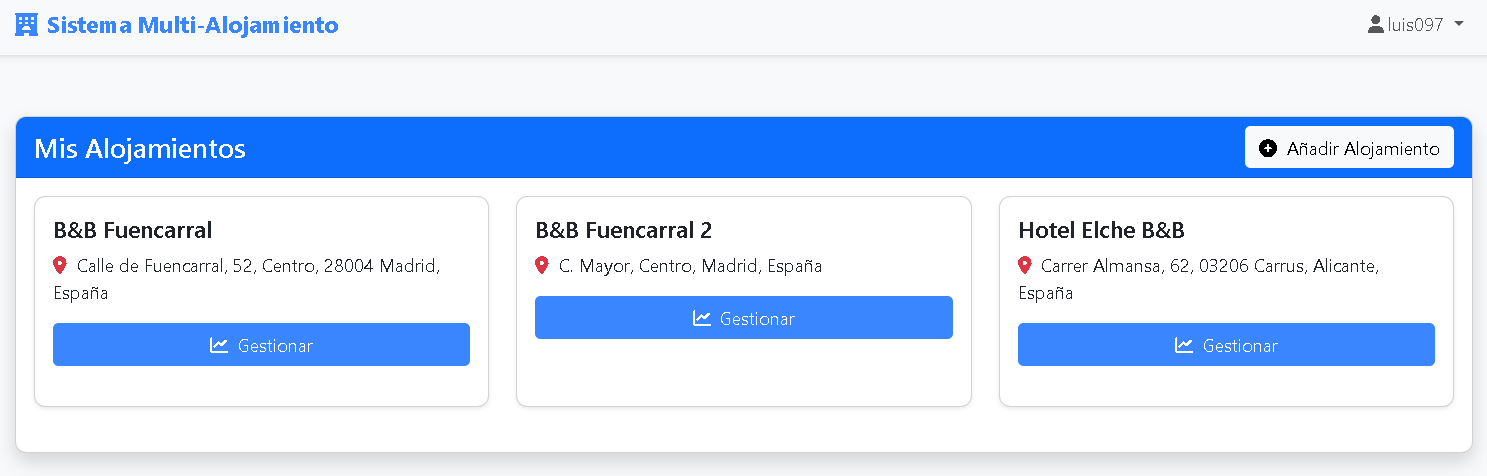 Sistema Multi-Alojamiento
luis097
Mis Alojamientos
Añadir Alojamiento
B&B Fuencarral
Calle de Fuencarral, 52, Centro, 28004 Madrid,
España
Gestionar
B&B Fuencarral 2
C. Mayor, Centro, Madrid, España
Gestionar
Hotel Elche B&B
Carrer Almansa, 62, 03206 Carrus, Alicante,
España
Gestionar